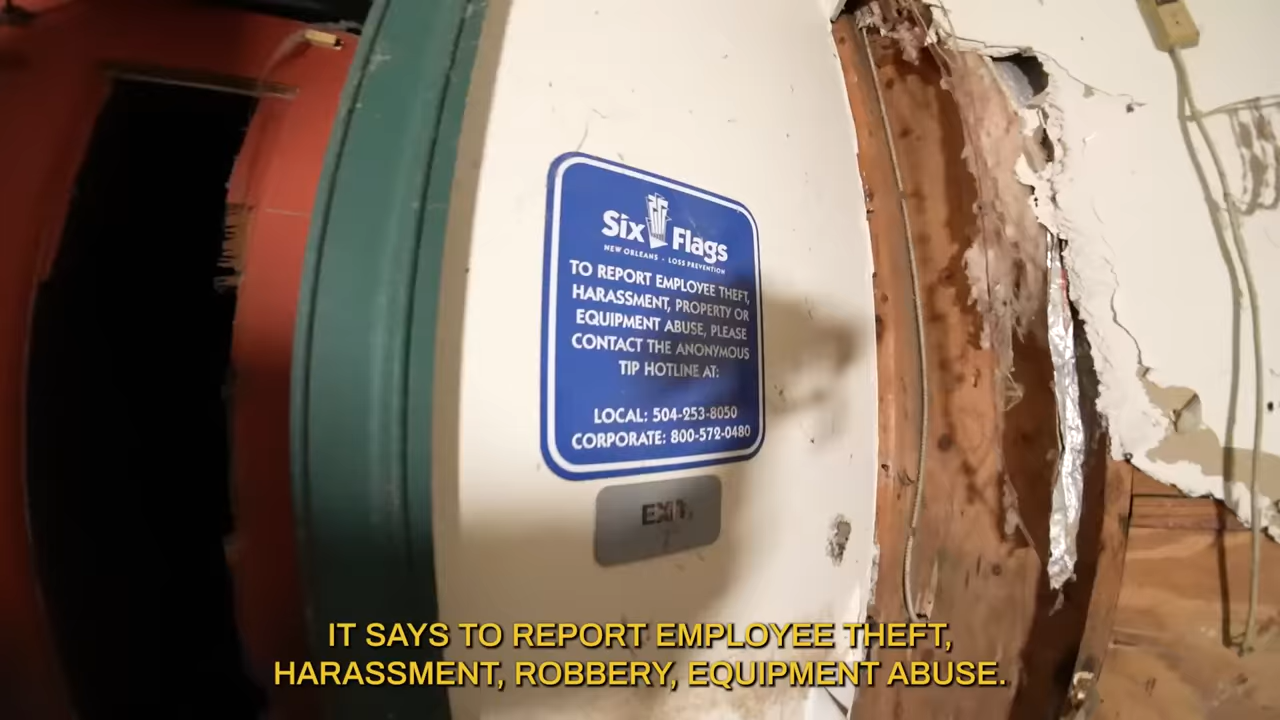 Six Flags
NEW ORLEANS - LOSS PREVENTION
TO REPORT EMPLOYEE THEFT,
HARASSMENT, PROPERTY OR
EQUIPMENT ABUSE, PLEASE
CONTACT THE ANONYMOUS
TIP HOTLINE AT:
LOCAL: 504-253-8050
CORPORATE: 800-572-0480
EXIT
IT SAYS TO REPORT EMPLOYEE THEFT,
HARASSMENT, ROBBERY, EQUIPMENT ABUSE.